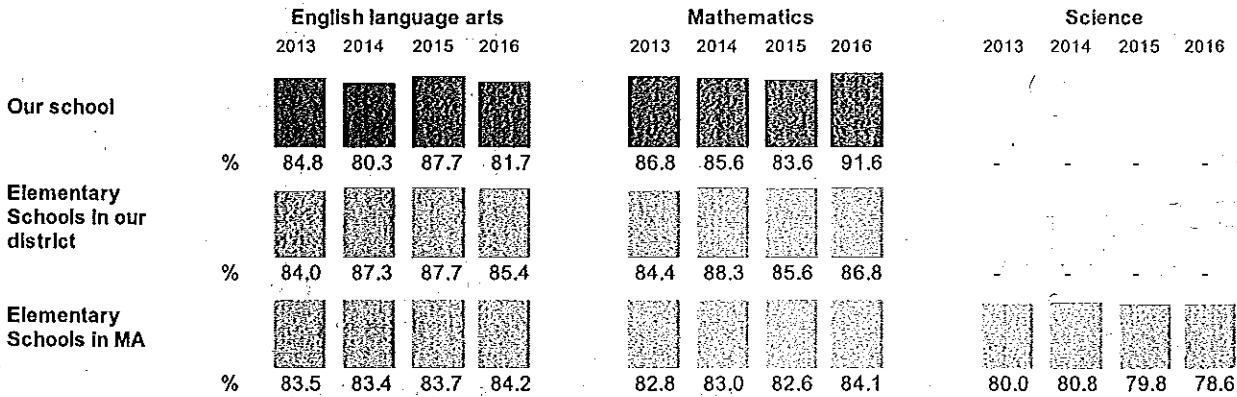 English language arts Mathematics Science
2013 2014 2015 2016 2013 2014 2015 2016 2013 2014 2015 2016
Our school
% 84.8 80.3 87.7 81.7 86.8 85.6 83.6 91.6 - - - -
Elementary
Schools in our
district
% 84.0 87.3 87.7 85.4 84.4 88.3 85.6 86.8 - - - -
Elementary
Schools in MA
% 83.5 83.4 83.7 84.2 82.8 83.0 82.6 84.1 80.0 80.8 79.8 78.6